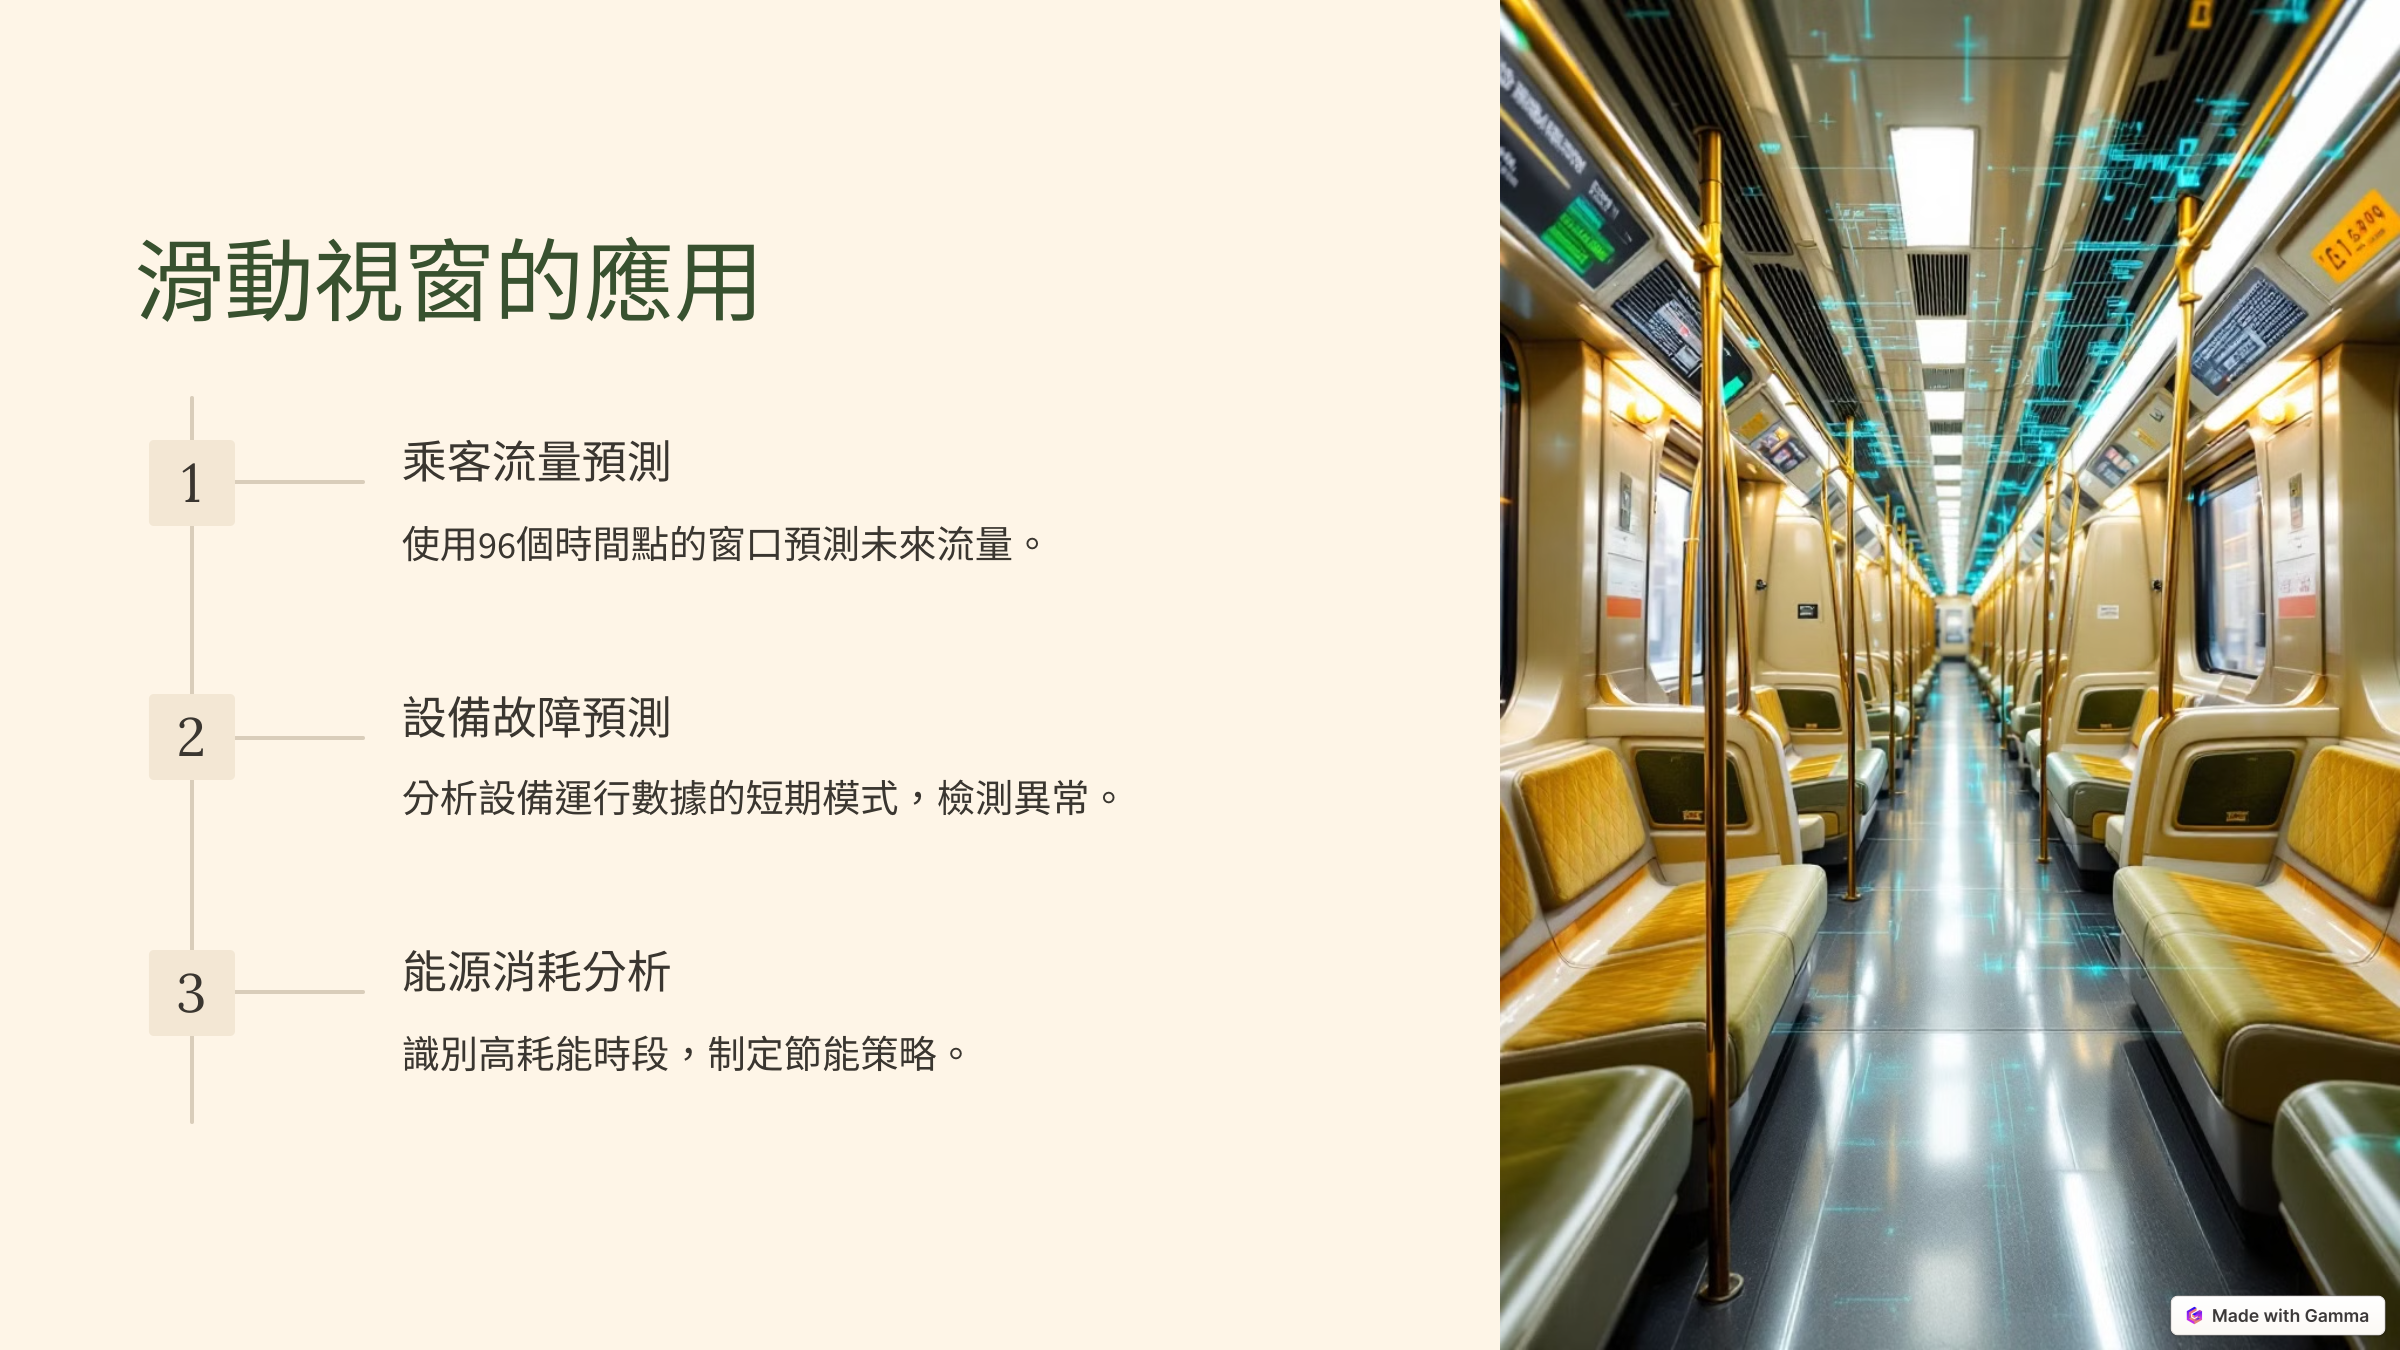 滑動視窗的應用
1
乘客流量預測
使用96個時間點的窗口預測未來流量。
2
設備故障預測
分析設備運行數據的短期模式，檢測異常。
3
能源消耗分析
識別高耗能時段，制定節能策略。
Made with Gamma